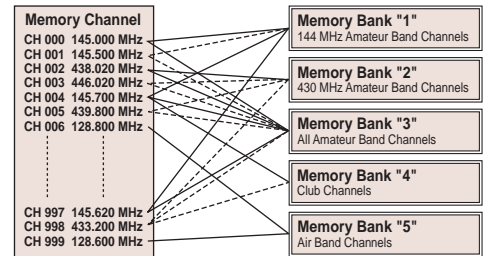 Memory Channel
CH 000 145.000 MHz
CH 001 145.500 MHz
CH 002 438.020 MHz
CH 003 446.020 MHz
CH 004 145.700 MHz
CH 005 439.800 MHz
CH 006 128.800 MHz
CH 997 145.620 MHz
CH 998 433.200 MHz
CH 999 128.600 MHz
Memory Bank "1"
144 MHz Amateur Band Channels
Memory Bank "2"
430 MHz Amateur Band Channels
Memory Bank "3"
All Amateur Band Channels
Memory Bank "4"
Club Channels
Memory Bank "5"
Air Band Channels